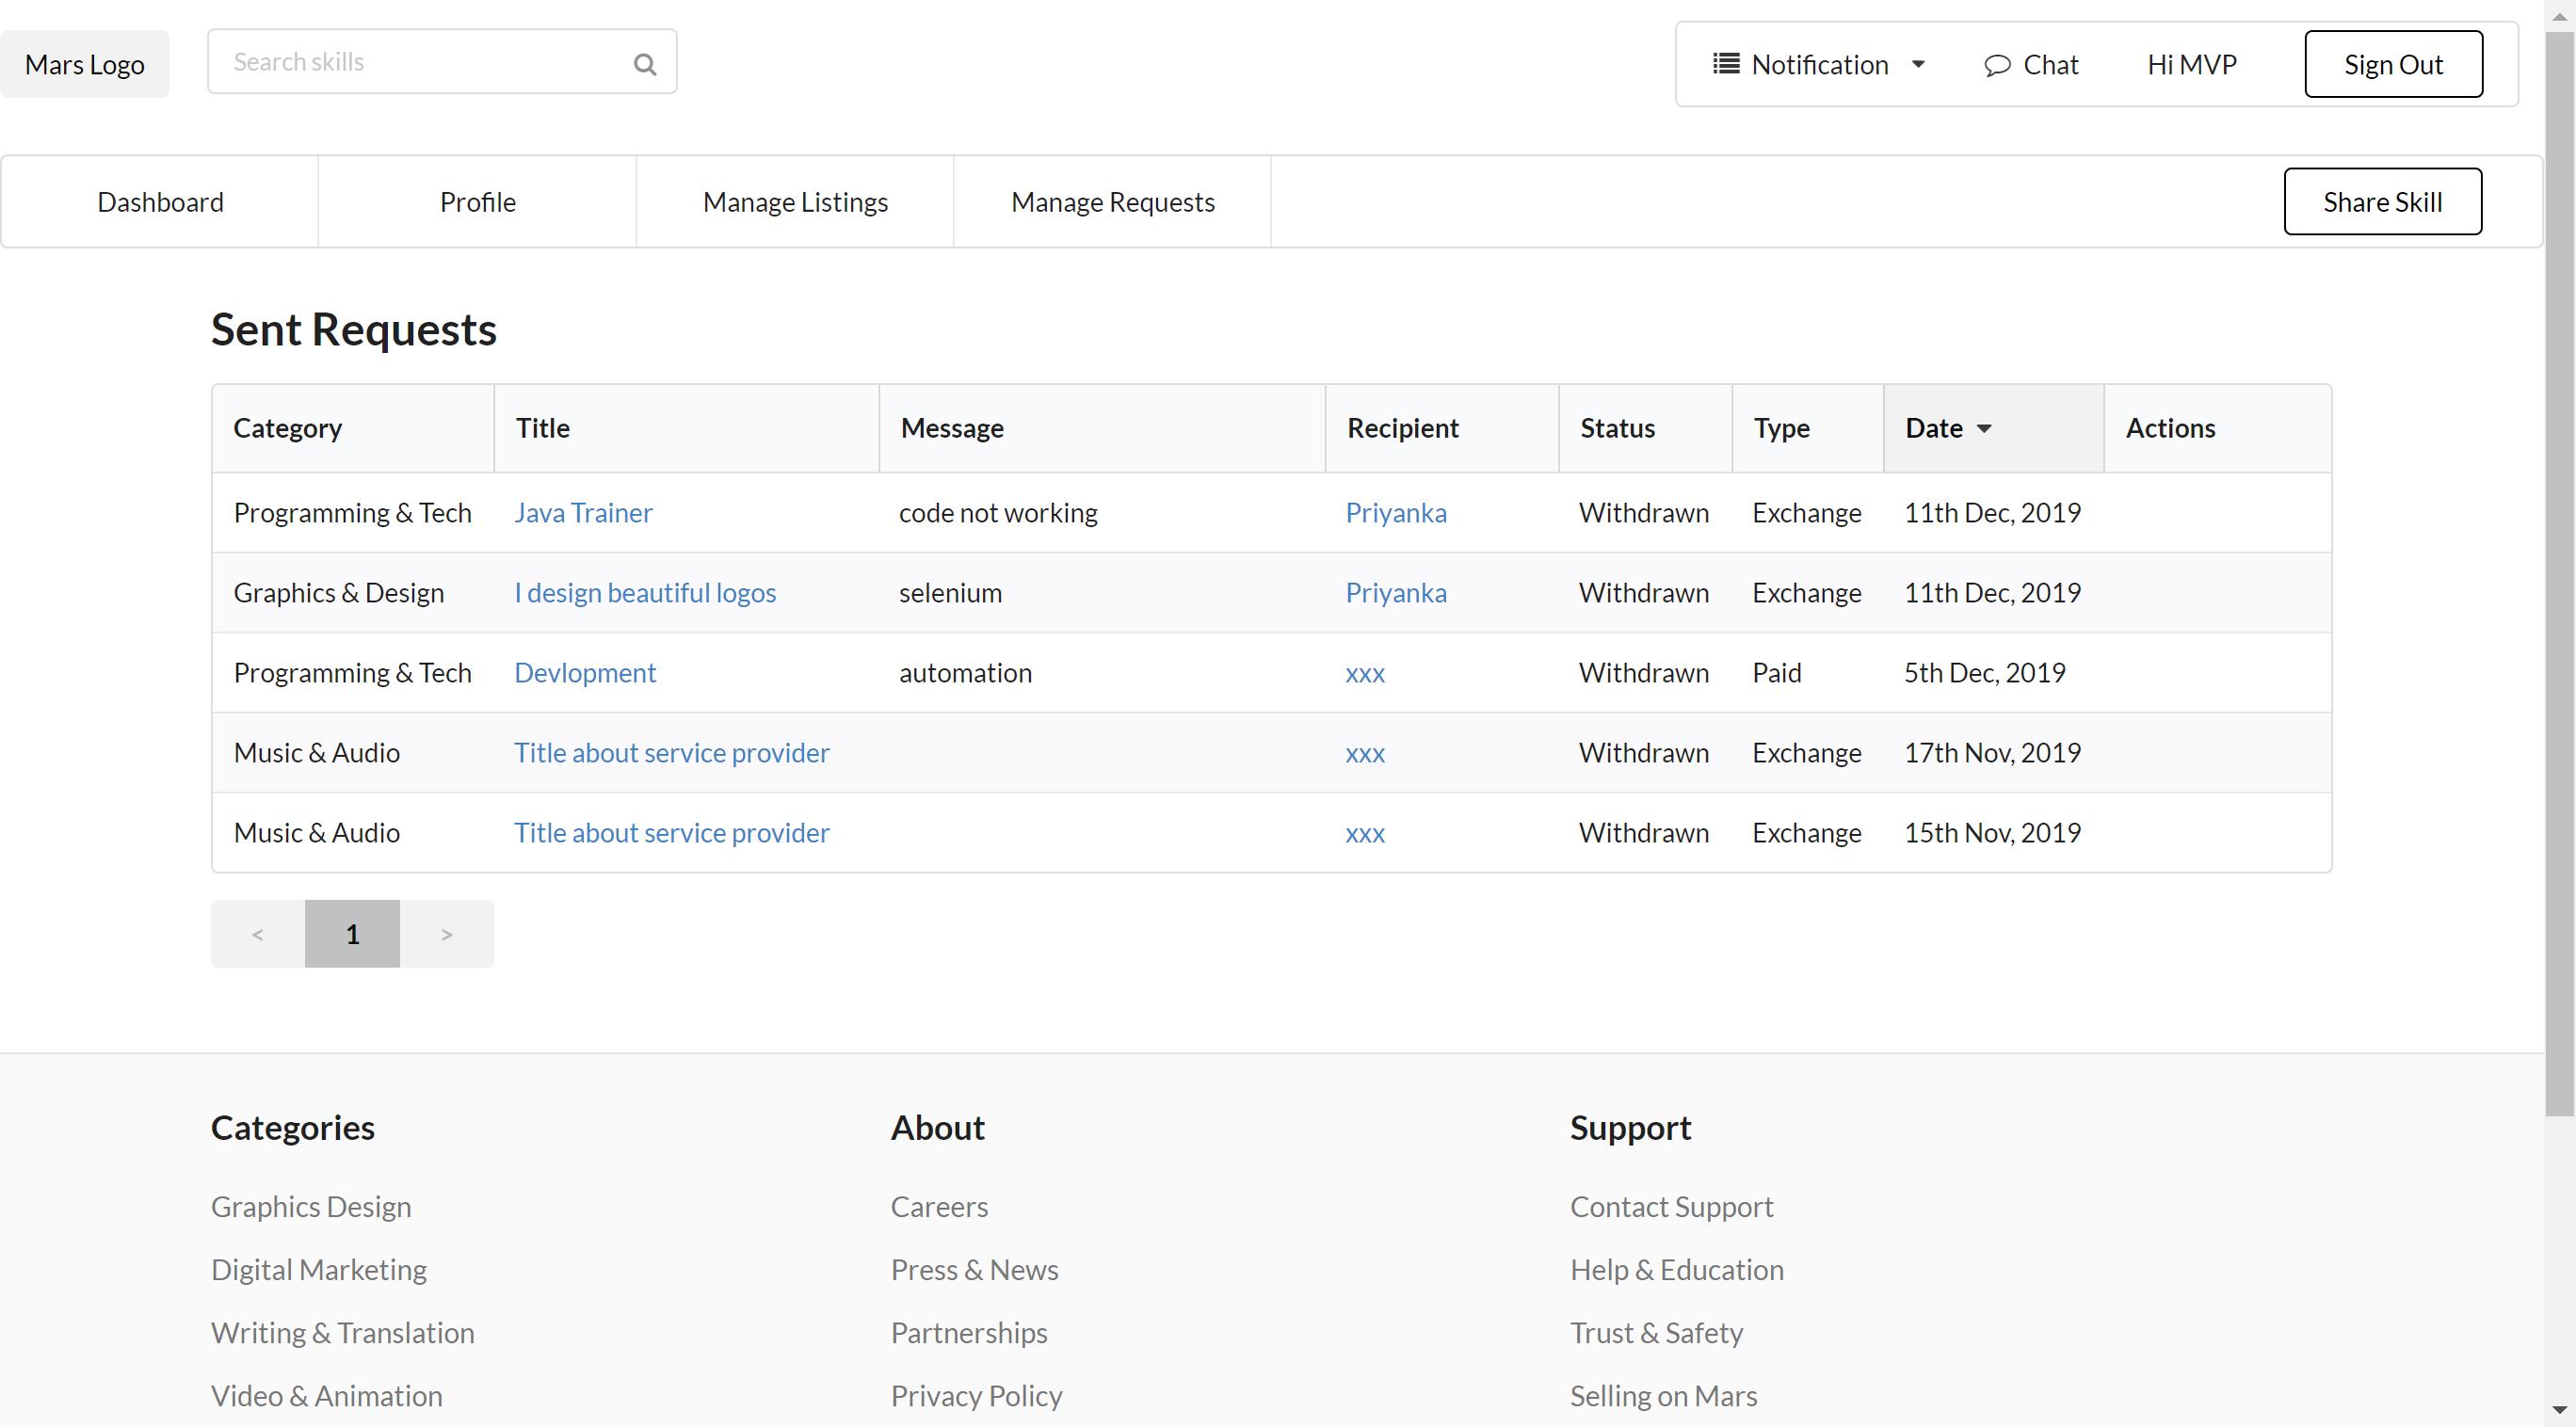 Mars Logo
Search skills
Notification Chat Hi MVP Sign Out
Dashboard Profile Manage Listings Manage Requests Share Skill
Sent Requests
Category Title Message Recipient Status Type Date Actions
Programming & Tech Java Trainer code not working Priyanka Withdrawn Exchange 11th Dec, 2019
Graphics & Design I design beautiful logos selenium Priyanka Withdrawn Exchange 11th Dec, 2019
Programming & Tech Devlopment automation xxx Withdrawn Paid 5th Dec, 2019
Music & Audio Title about service provider xxx Withdrawn Exchange 17th Nov, 2019
Music & Audio Title about service provider xxx Withdrawn Exchange 15th Nov, 2019
< 1 >
Categories
Graphics Design
Digital Marketing
Writing & Translation
Video & Animation
About
Careers
Press & News
Partnerships
Privacy Policy
Support
Contact Support
Help & Education
Trust & Safety
Selling on Mars